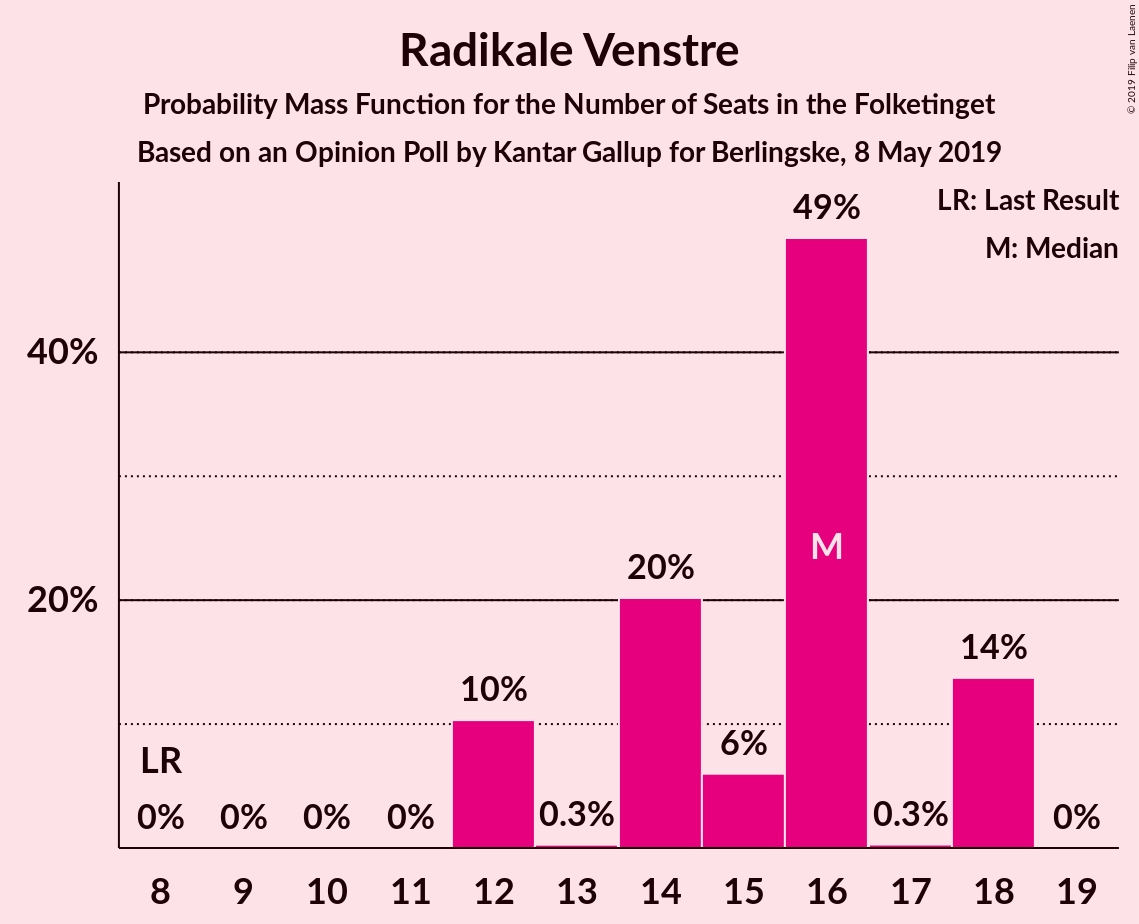 Radikale Venstre
Probability Mass Function for the Number of Seats in the Folketinget
Based on an Opinion Poll by Kantar Gallup for Berlingske, 8 May 2019
© 2019 Filip van Laenen
LR: Last Result
M: Median
49%
40%
M
20%
20%
14%
10%
6%
LR
0% 0% 0% 0% 0.3% 0.3% 0%
8 9 10 11 12 13 14 15 16 17 18 19